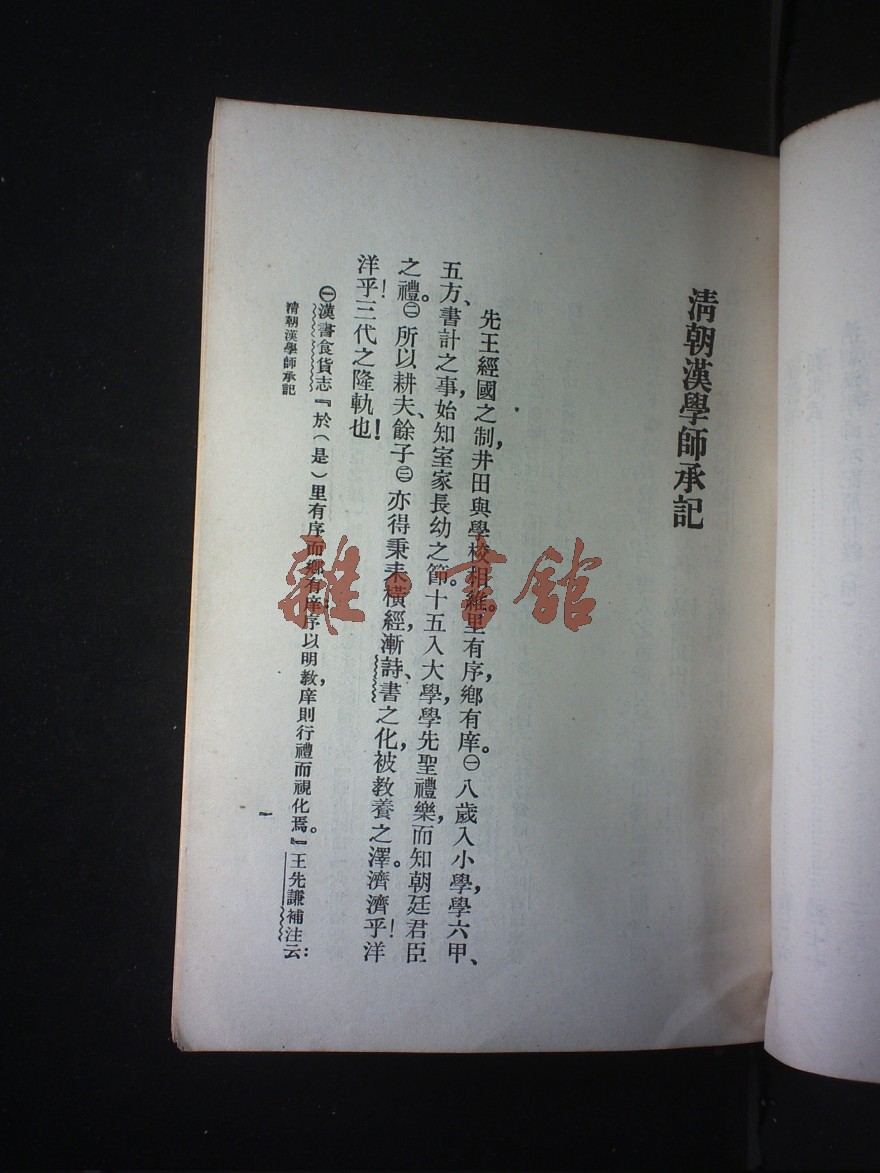 清朝漢學師承記
先王經國之制，井田與學校相維。里有序，鄉有庠。㊀八歲入小學，學六甲、
五方、書計之事，始知室家長幼之節。十五入大學，學先聖禮樂，而知朝廷君臣
之禮。㊁所以耕夫、餘子㊂亦得秉耒橫經，漸詩、書之化，被教養之澤。濟濟乎！洋
洋乎！三代之隆軌也！
㊀漢書食貨志：『於（是）里有序而鄉有庠；序以明教，庠則行禮而視化焉。』王先謙補注云：
清朝漢學師承記
一
雜·書館